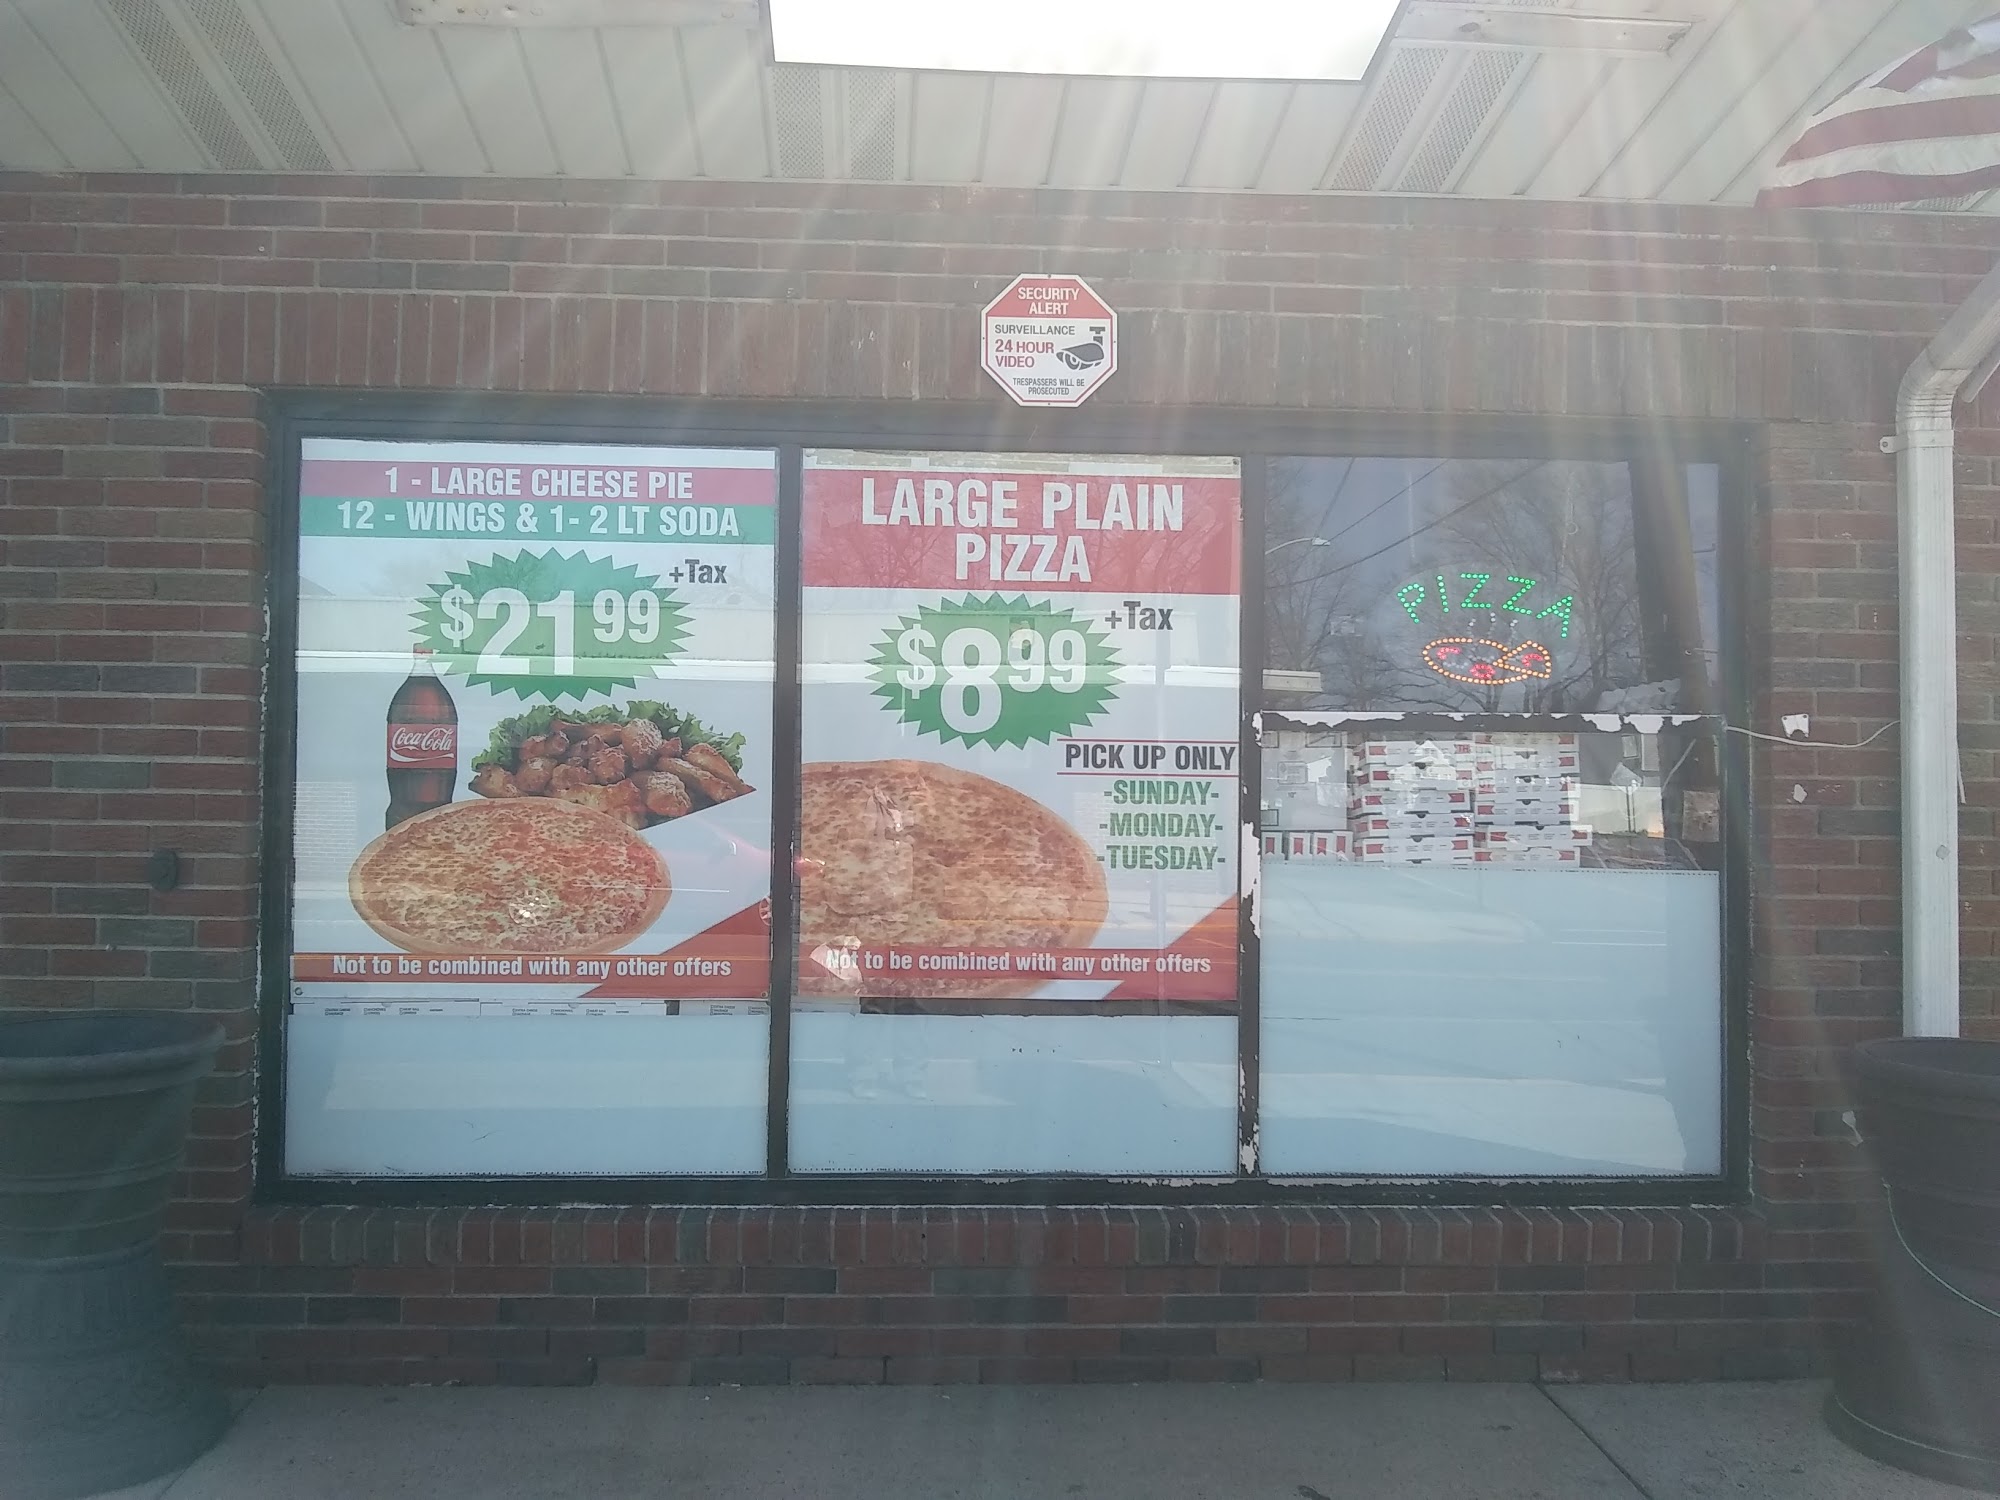 SECURITY
ALERT
SURVEILLANCE
24 HOUR
VIDEO
TRESPASSERS WILL BE
PROSECUTED
1 - LARGE CHEESE PIE
12 - WINGS & 1- 2 LT SODA
+Tax
$21 99
Coca-Cola
Not to be combined with any other offers
LARGE PLAIN
PIZZA
+Tax
$8 99
PICK UP ONLY
-SUNDAY-
-MONDAY-
-TUESDAY-
Not to be combined with any other offers
PIZZA